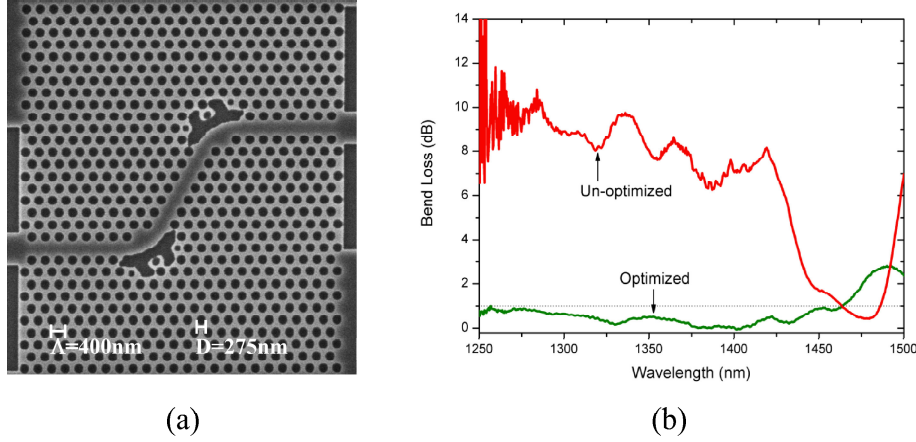 Λ=400nm
D=275nm
(a)
14
12
10
8
6
4
2
1
0
Bend Loss (dB)
Un-optimized
Optimized
1250
1300
1350
1400
1450
1500
Wavelength (nm)
(b)